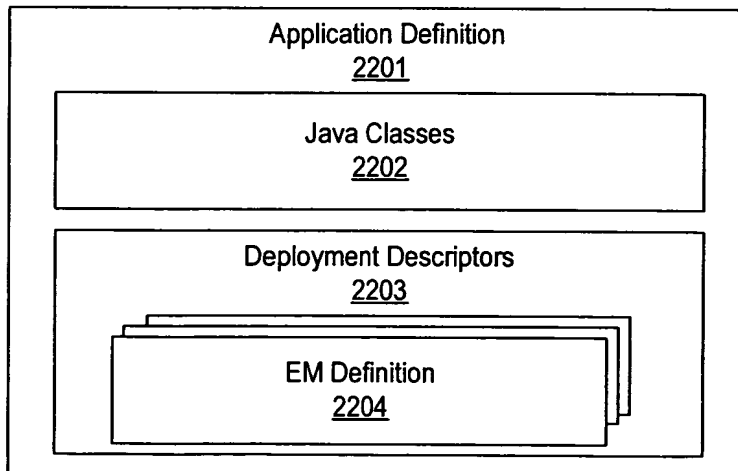 Application Definition
2201
Java Classes
2202
Deployment Descriptors
2203
EM Definition
2204